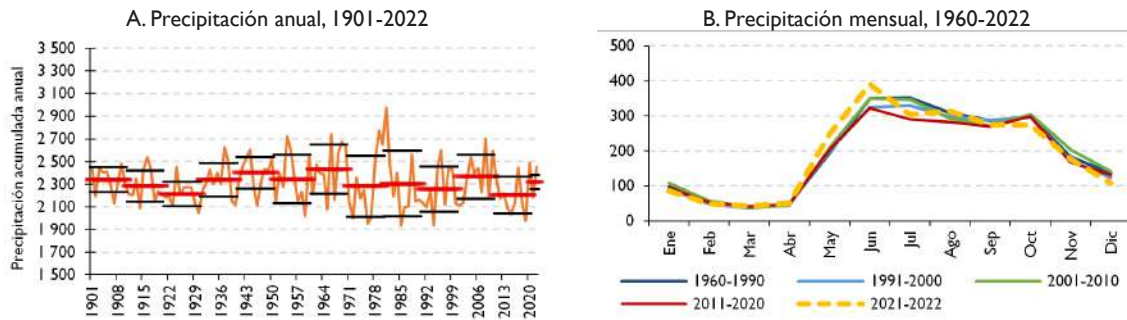 A. Precipitación anual, 1901-2022
Precipitación acumulada anual
3 500
3 300
3 100
2 900
2 700
2 500
2 300
2 100
1 900
1 700
1 500
1901
1908
1915
1922
1929
1936
1943
1950
1957
1964
1971
1978
1985
1992
1999
2006
2013
2020
B. Precipitación mensual, 1960-2022
500
400
300
200
100
0
Ene
Feb
Mar
Abr
May
Jun
Jul
Ago
Sep
Oct
Nov
Dic
1960-1990
1991-2000
2001-2010
2011-2020
2021-2022